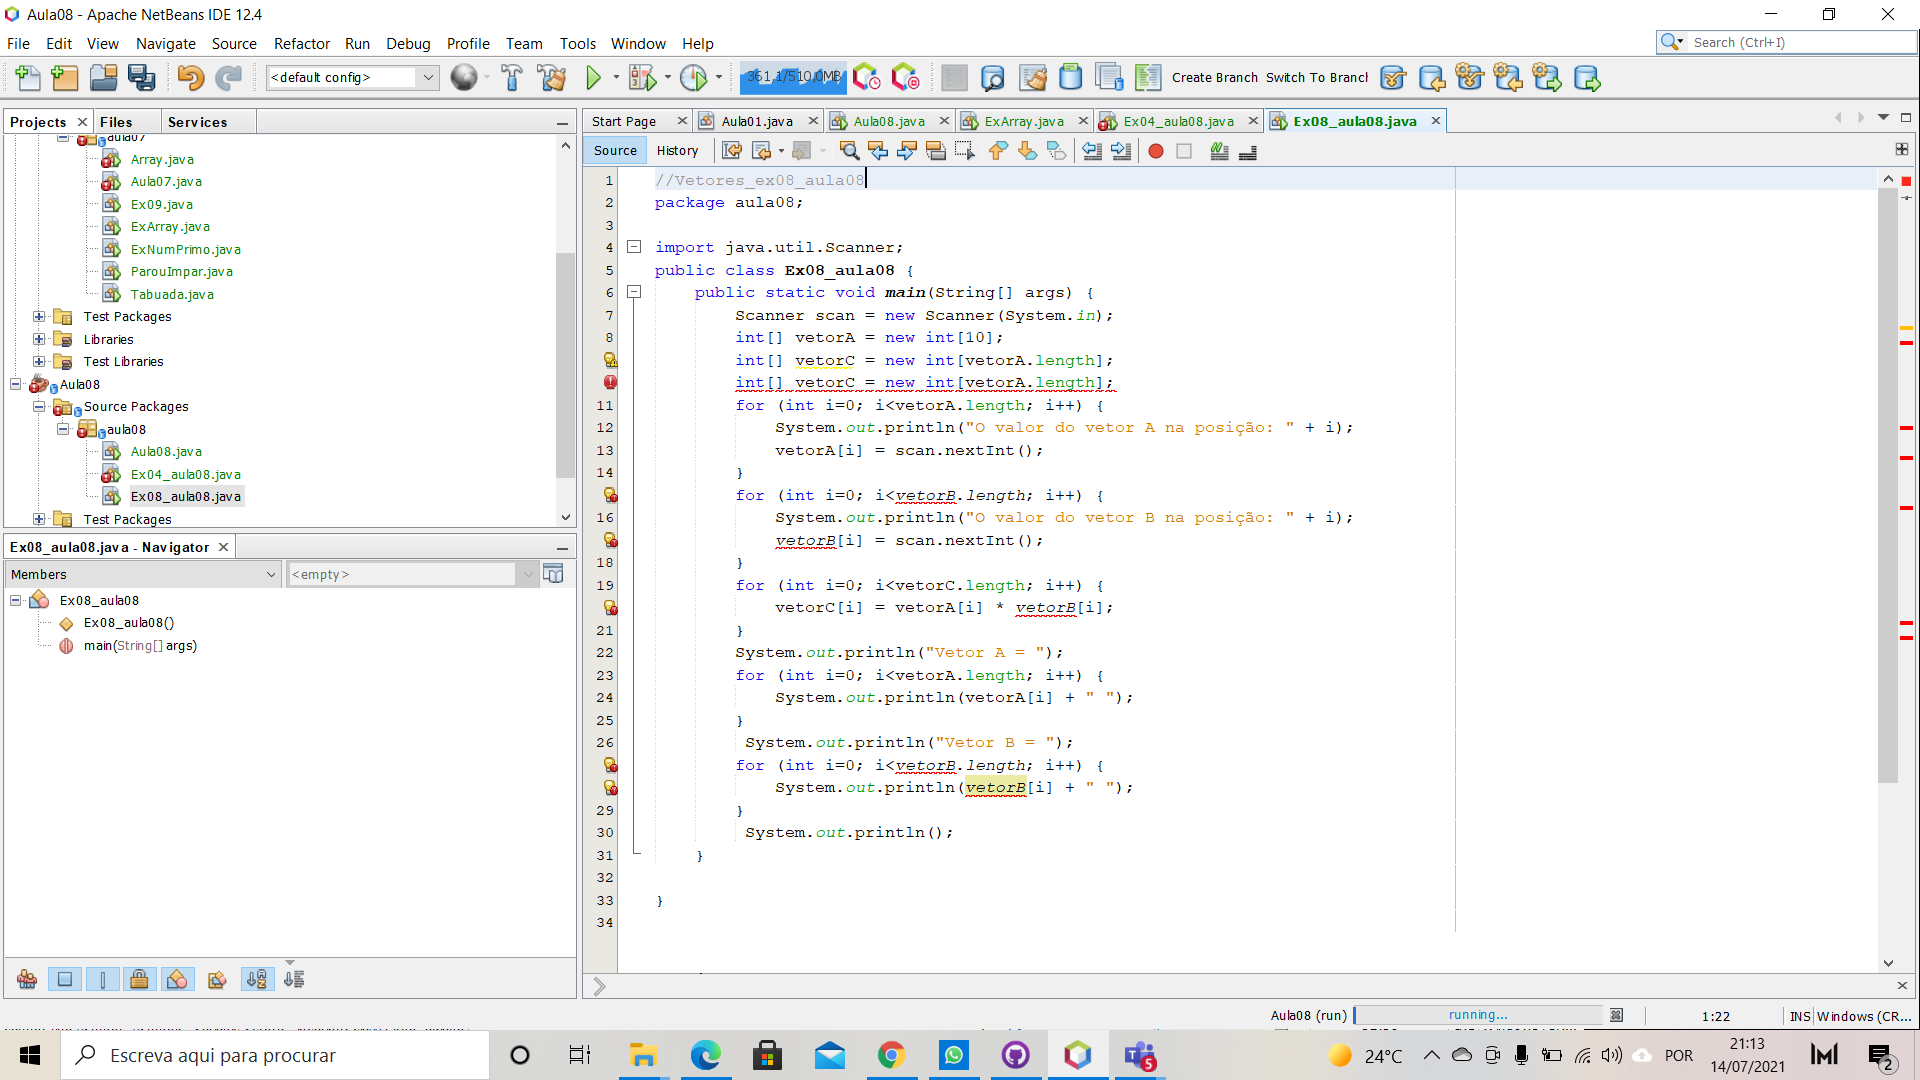 Aula08 - Apache NetBeans IDE 12.4
File Edit View Navigate Source Refactor Run Debug Profile Team Tools Window Help
Search (Ctrl+I)
<default config>
361,1/510,0MB
Create Branch Switch To Branch
Projects Files Services
aula07
Array.java
Aula07.java
Ex09.java
ExArray.java
ExNumPrimo.java
ParouImpar.java
Tabuada.java
Test Packages
Libraries
Test Libraries
Aula08
Source Packages
aula08
Aula08.java
Ex04_aula08.java
Ex08_aula08.java
Test Packages
Ex08_aula08.java - Navigator
Members
<empty>
Ex08_aula08
Ex08_aula08()
main(String[] args)
Start Page Aula01.java Aula08.java ExArray.java Ex04_aula08.java Ex08_aula08.java
Source History
1 //Vetores_ex08_aula08
2 package aula08;
3
4 import java.util.Scanner;
5 public class Ex08_aula08 {
6 public static void main(String[] args) {
7 Scanner scan = new Scanner(System.in);
8 int[] vetorA = new int[10];
int[] vetorC = new int[vetorA.length];
int[] vetorC = new int[vetorA.length];
11 for (int i=0; i<vetorA.length; i++) {
12 System.out.println("O valor do vetor A na posição: " + i);
13 vetorA[i] = scan.nextInt();
14 }
for (int i=0; i<vetorB.length; i++) {
16 System.out.println("O valor do vetor B na posição: " + i);
vetorB[i] = scan.nextInt();
18 }
19 for (int i=0; i<vetorC.length; i++) {
vetorC[i] = vetorA[i] * vetorB[i];
21 }
22 System.out.println("Vetor A = ");
23 for (int i=0; i<vetorA.length; i++) {
24 System.out.println(vetorA[i] + " ");
25 }
26 System.out.println("Vetor B = ");
for (int i=0; i<vetorB.length; i++) {
System.out.println(vetorB[i] + " ");
29 }
30 System.out.println();
31 }
32
33 }
34
Aula08 (run) running... 1:22 INS Windows (CR...
Escreva aqui para procurar
5
24°C
POR
21:13
14/07/2021
2